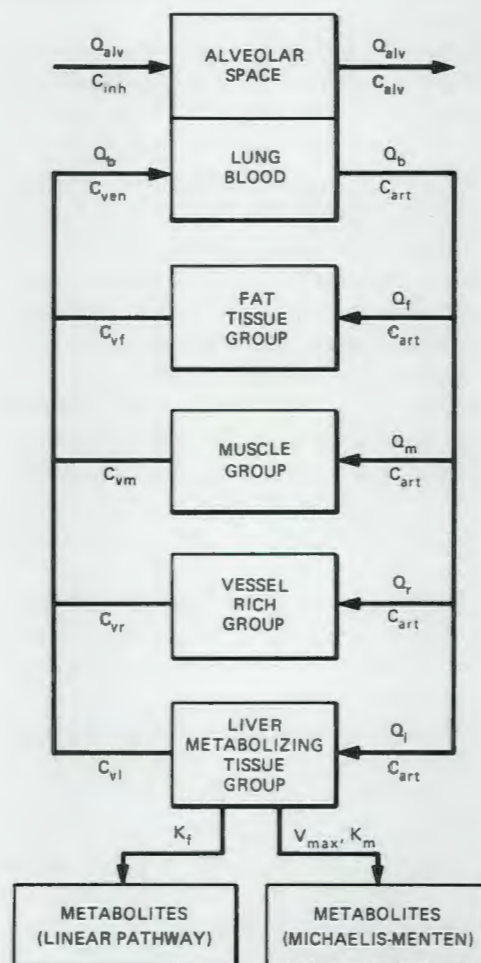 Q_alv
C_inh
ALVEOLAR
SPACE
Q_alv
C_alv
Q_b
C_ven
LUNG
BLOOD
Q_b
C_art
C_vf
FAT
TISSUE
GROUP
Q_f
C_art
C_vm
MUSCLE
GROUP
Q_m
C_art
C_vr
VESSEL
RICH
GROUP
Q_r
C_art
C_vl
LIVER
METABOLIZING
TISSUE
GROUP
Q_l
C_art
K_f
V_max, K_m
METABOLITES
(LINEAR PATHWAY)
METABOLITES
(MICHAELIS-MENTEN)